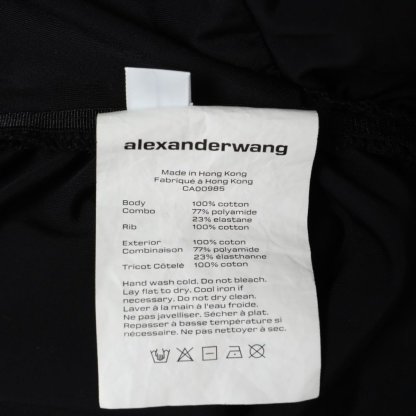 alexanderwang
Made in Hong Kong
Fabriqué à Hong Kong
CA00985
Body 100% cotton
Combo 77% polyamide
23% elastane
Rib 100% cotton
Exterior 100% coton
Combinaison 77% polyamide
23% élasthanne
Tricot Côtelé 100% coton
Hand wash cold. Do not bleach.
Lay flat to dry. Cool iron if
necessary. Do not dry clean.
Laver à la main à l'eau froide.
Ne pas javelliser. Sécher à plat.
Repasser à basse température si
nécessaire. Ne pas nettoyer à sec.